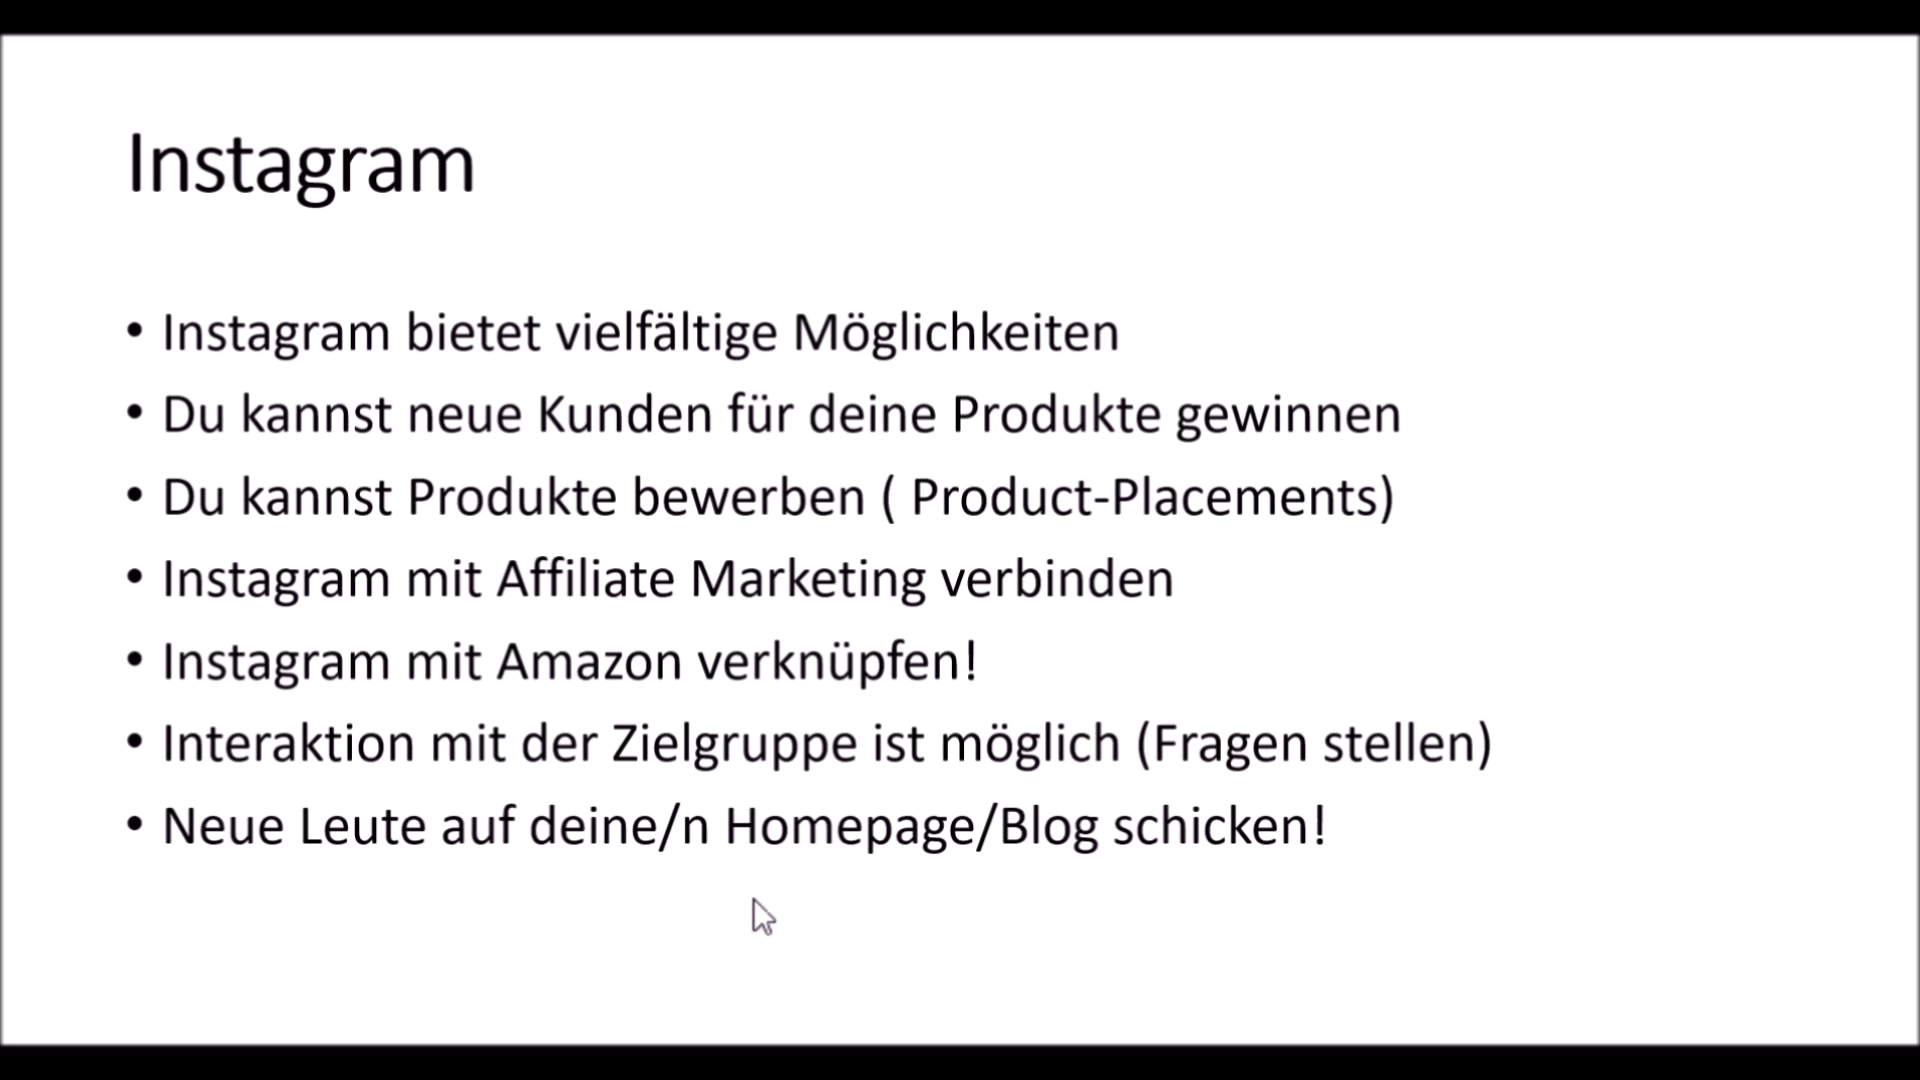 Instagram
• Instagram bietet vielfältige Möglichkeiten
• Du kannst neue Kunden für deine Produkte gewinnen
• Du kannst Produkte bewerben ( Product-Placements)
• Instagram mit Affiliate Marketing verbinden
• Instagram mit Amazon verknüpfen!
• Interaktion mit der Zielgruppe ist möglich (Fragen stellen)
• Neue Leute auf deine/n Homepage/Blog schicken!